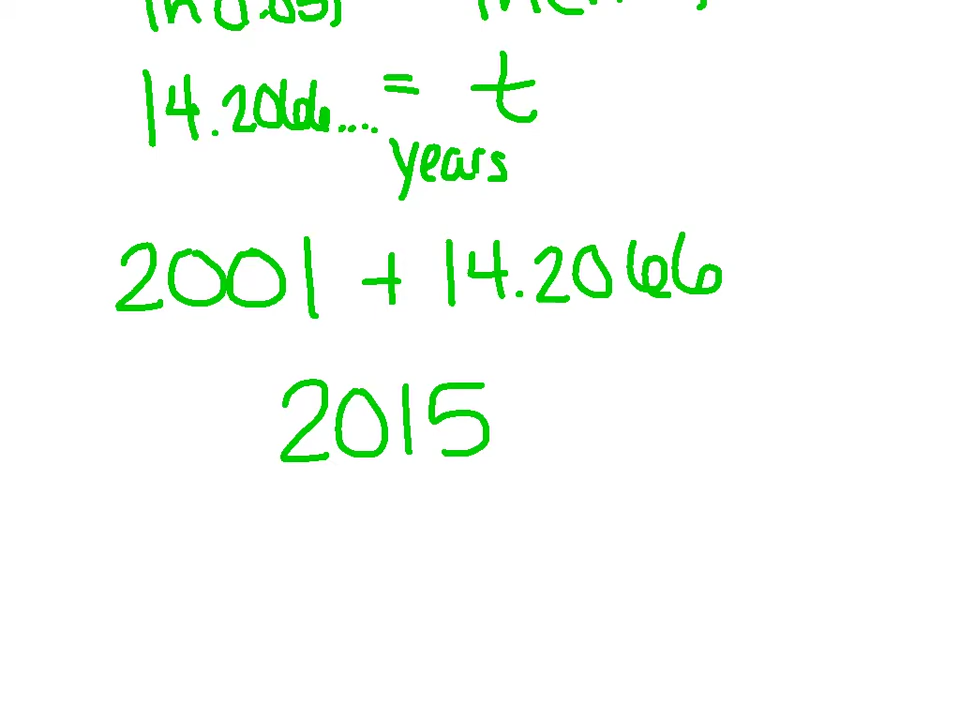 14.2066.... = t
years
2001 + 14.2066
2015